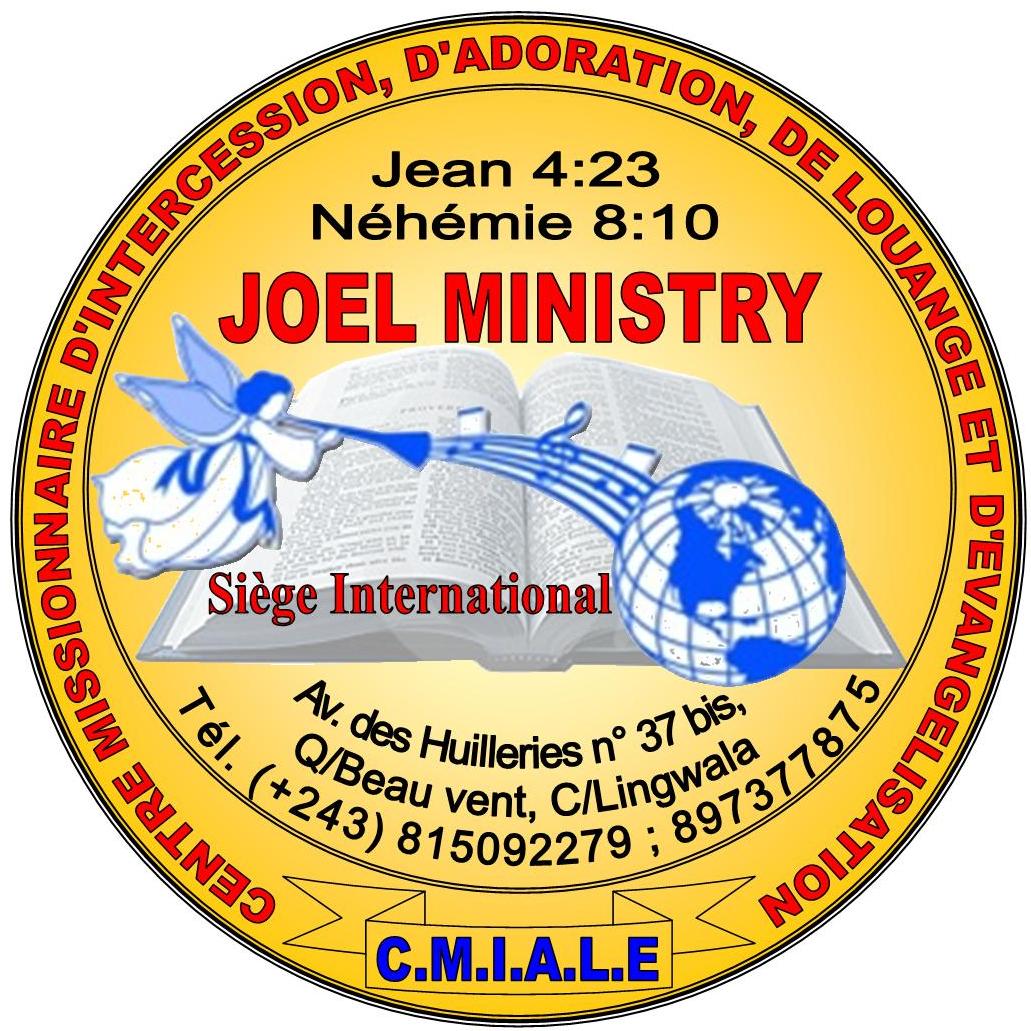 CENTRE MISSIONNAIRE D'INTERCESSION, D'ADORATION, DE LOUANGE ET D'EVANGELISATION
Jean 4:23
Néhémie 8:10
JOEL MINISTRY
PROVERB
Siège International
Av. des Huilleries n° 37 bis,
Q/Beau vent, C/Lingwala
Tél. (+243) 815092279 ; 897377875
C.M.I.A.L.E